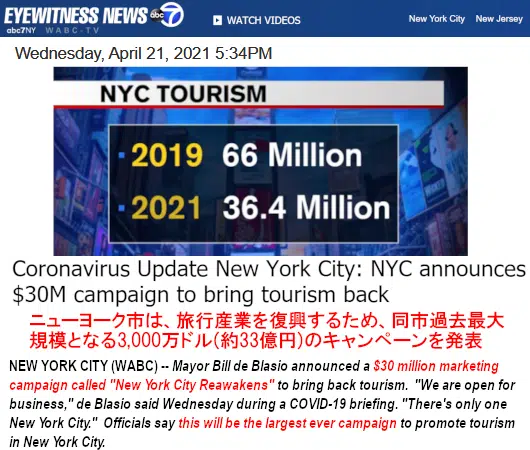 EYEWITNESS NEWS abc 7
abc7NY WABC-TV
WATCH VIDEOS
New York City New Jersey
Wednesday, April 21, 2021 5:34PM
NYC TOURISM
2019 66 Million
2021 36.4 Million
Coronavirus Update New York City: NYC announces
$30M campaign to bring tourism back
ニューヨーク市は、旅行産業を復興するため、同市過去最大
規模となる3,000万ドル(約33億円)のキャンペーンを発表
NEW YORK CITY (WABC) -- Mayor Bill de Blasio announced a $30 million marketing
campaign called "New York City Reawakens" to bring back tourism. "We are open for
business," de Blasio said Wednesday during a COVID-19 briefing. "There's only one
New York City." Officials say this will be the largest ever campaign to promote tourism
in New York City.